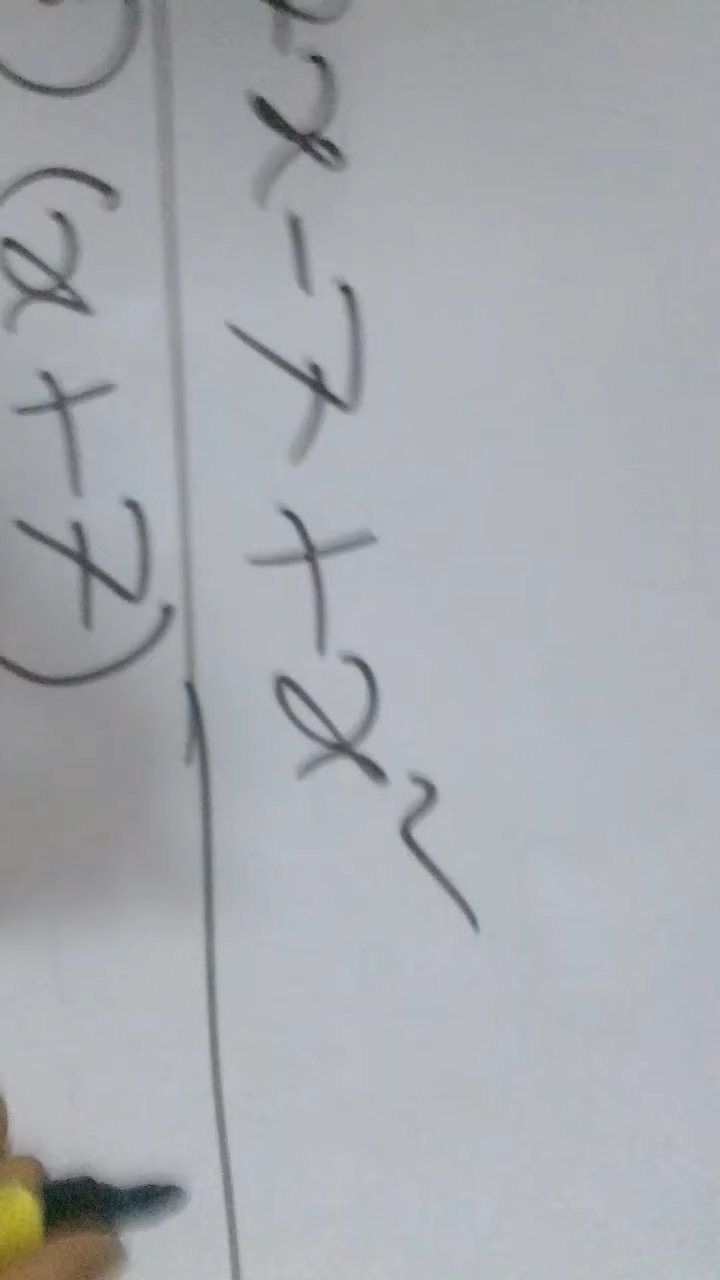 x - 7 + x²
) (x + 7)